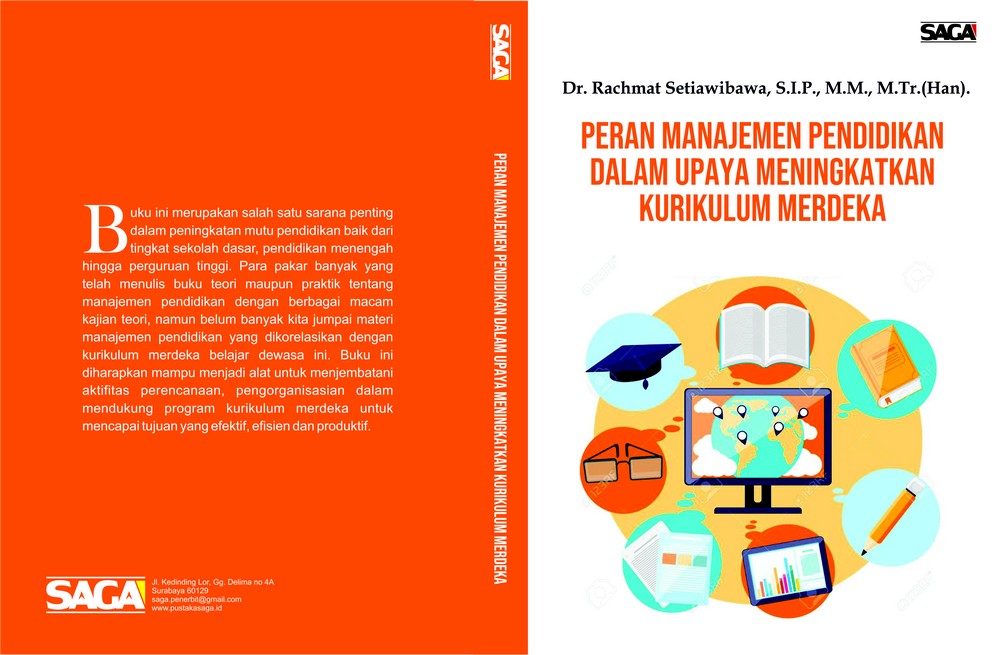 Buku ini merupakan salah satu sarana penting
dalam peningkatan mutu pendidikan baik dari
tingkat sekolah dasar, pendidikan menengah
hingga perguruan tinggi. Para pakar banyak yang
telah menulis buku teori maupun praktik tentang
manajemen pendidikan dengan berbagai macam
kajian teori, namun belum banyak kita jumpai materi
manajemen pendidikan yang dikorelasikan dengan
kurikulum merdeka belajar dewasa ini. Buku ini
diharapkan mampu menjadi alat untuk menjembatani
aktifitas perencanaan, pengorganisasian dalam
mendukung program kurikulum merdeka untuk
mencapai tujuan yang efektif, efisien dan produktif.
SAGA
Jl. Kedinding Lor, Gg. Delima no 4A
Surabaya 60129
saga.penerbit@gmail.com
www.pustakasaga.id
SAGA
PERAN MANAJEMEN PENDIDIKAN DALAM UPAYA MENINGKATKAN KURIKULUM MERDEKA
SAGA
Dr. Rachmat Setiawibawa, S.I.P., M.M., M.Tr.(Han).
PERAN MANAJEMEN PENDIDIKAN
DALAM UPAYA MENINGKATKAN
KURIKULUM MERDEKA